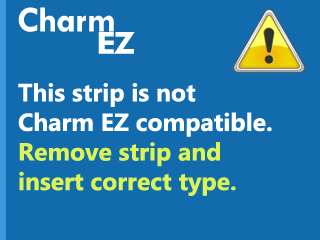 Charm
EZ
This strip is not
Charm EZ compatible.
Remove strip and
insert correct type.